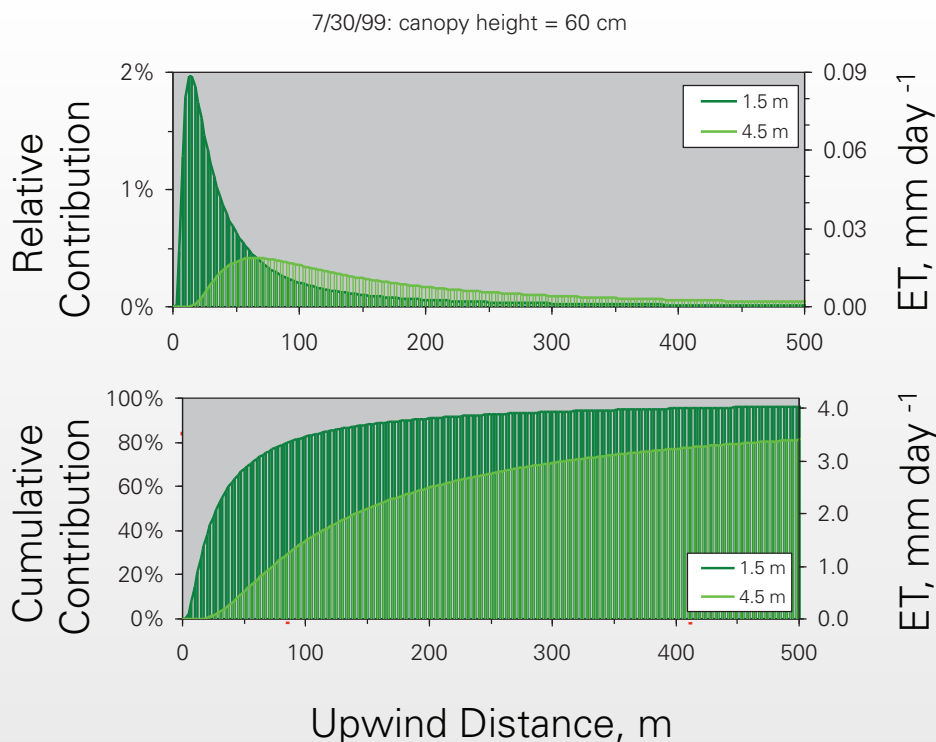 7/30/99: canopy height = 60 cm
Relative
Contribution
2%
1%
0%
0.09
0.06
0.03
0.00
ET, mm day -1
1.5 m
4.5 m
0
100
200
300
400
500
Cumulative
Contribution
100%
80%
60%
40%
20%
0%
4.0
3.0
2.0
1.0
0.0
ET, mm day -1
1.5 m
4.5 m
0
100
200
300
400
500
Upwind Distance, m